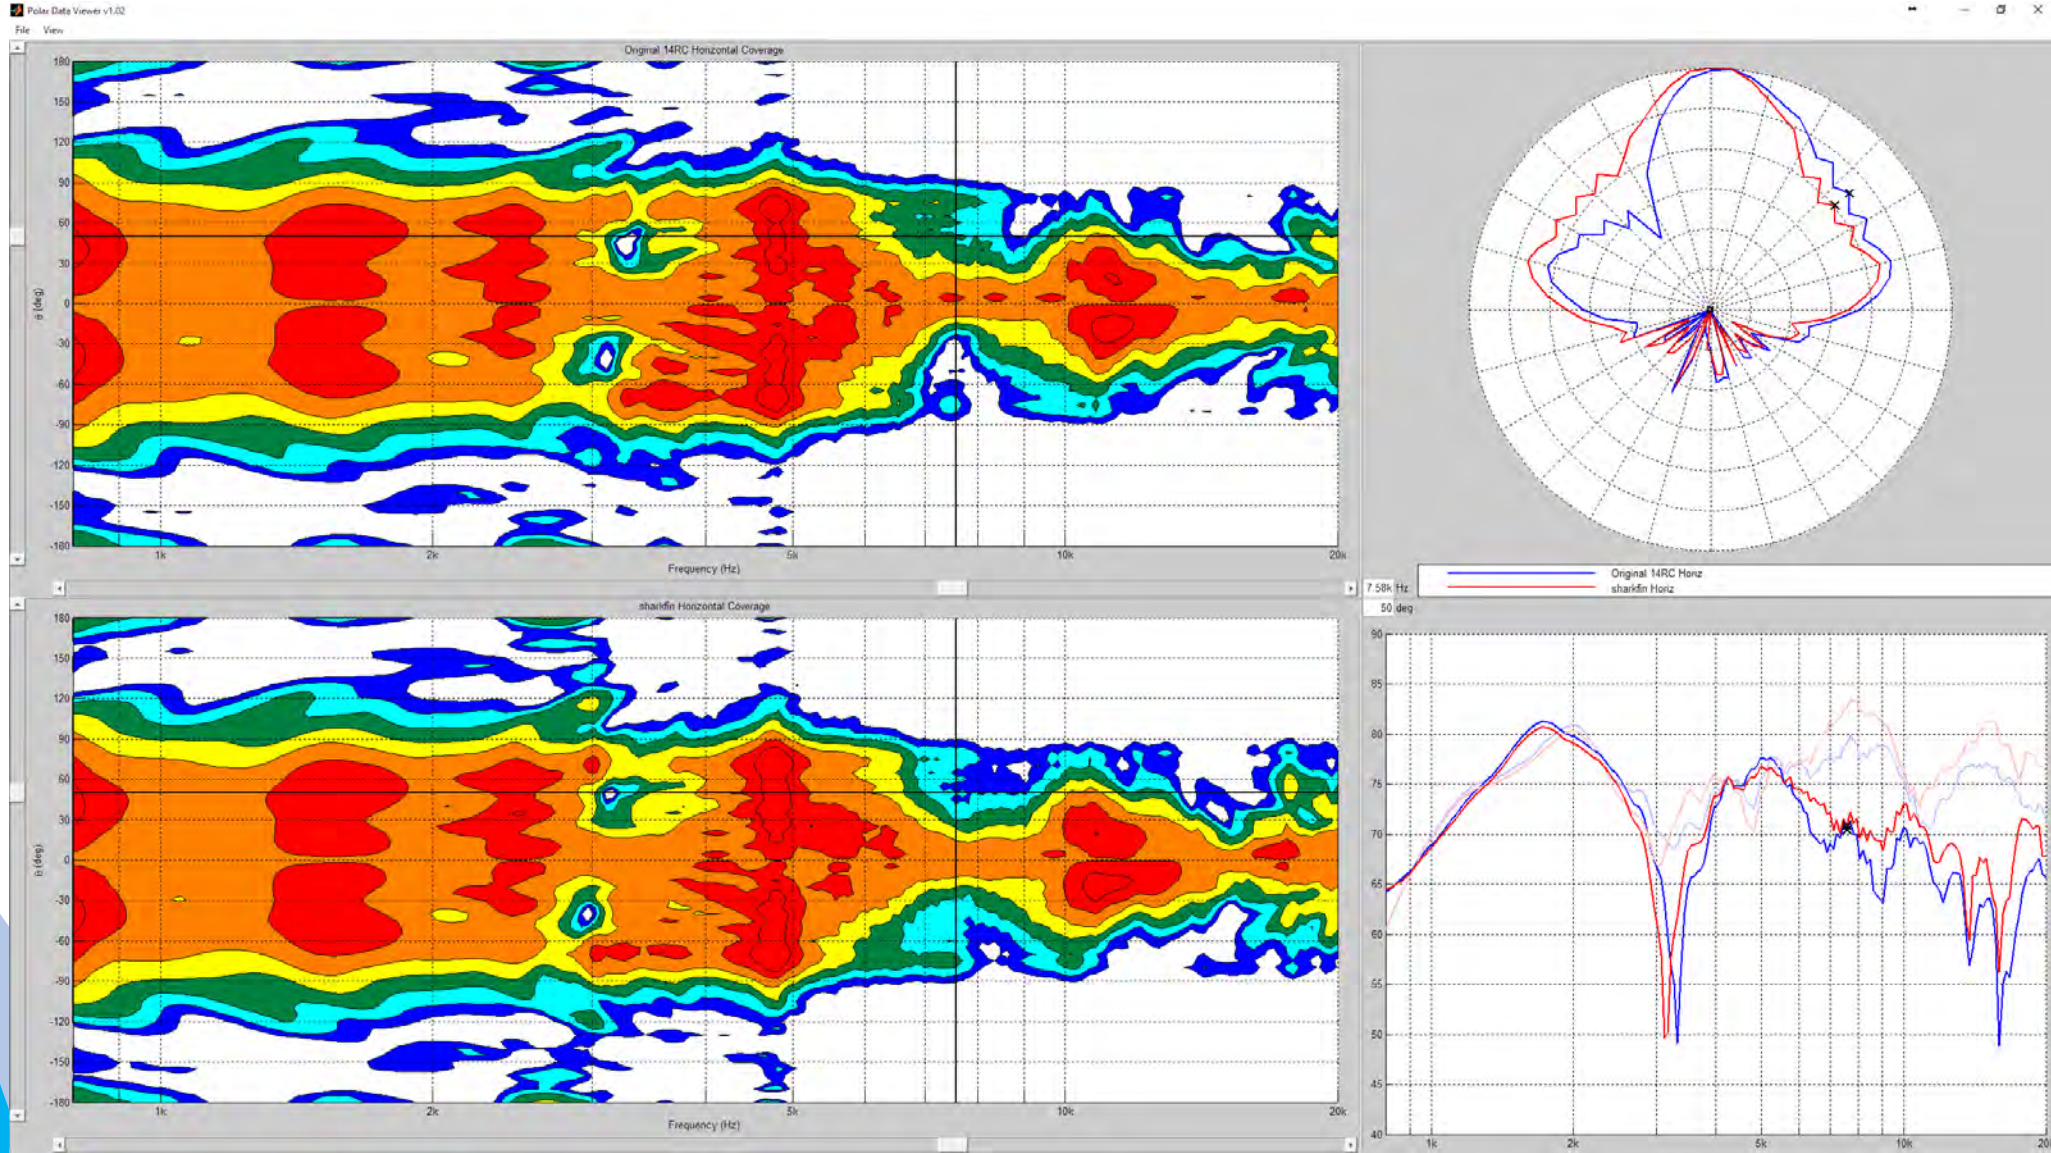 Polar Data Viewer v1.02
File View
Original 14RC Horizontal Coverage
180
150
120
90
60
30
0
-30
-60
-90
-120
-150
-180
θ (deg)
1k 2k 5k 10k 20k
Frequency (Hz)
7.58k Hz
50 deg
Original 14RC Horiz
sharkfin Horiz
sharkfin Horizontal Coverage
180
150
120
90
60
30
0
-30
-60
-90
-120
-150
-180
θ (deg)
1k 2k 5k 10k 20k
Frequency (Hz)
90
85
80
75
70
65
60
55
50
45
40
1k 2k 5k 10k 20